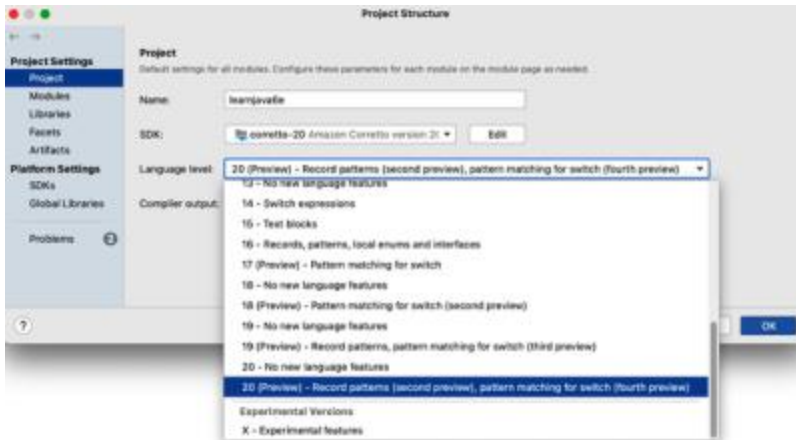 Project Structure
Project Settings
Project
Modules
Libraries
Facets
Artifacts
Platform Settings
SDKs
Global Libraries
Problems
Project
Default settings for all modules. Configure these parameters for each module on the module page as needed.
Name:
SDK: corretto-20 Amazon Corretto version 20 Edit
Language level: 20 (Preview) - Record patterns (second preview), pattern matching for switch (fourth preview)
Compiler output:
13 - No new language features
14 - Switch expressions
15 - Text blocks
16 - Records, patterns, local enums and interfaces
17 (Preview) - Pattern matching for switch
18 - No new language features
18 (Preview) - Pattern matching for switch (second preview)
19 - No new language features
19 (Preview) - Record patterns, pattern matching for switch (third preview)
20 - No new language features
20 (Preview) - Record patterns (second preview), pattern matching for switch (fourth preview)
Experimental Versions
X - Experimental features
?
OK